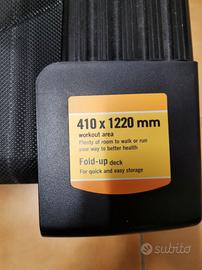 410 x 1220 mm
workout area
Plenty of room to walk or run
your way to better health
Fold-up deck
For quick and easy storage
subito